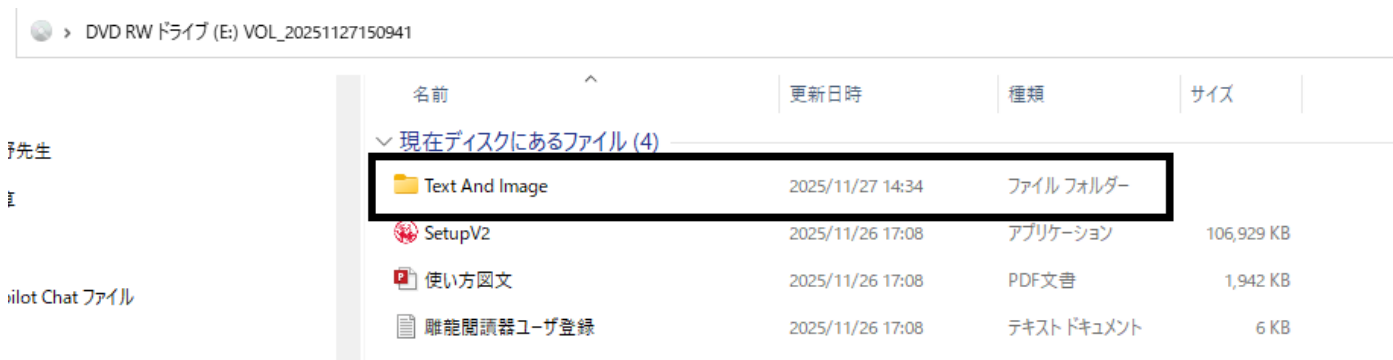 DVD RW ドライブ (E:) VOL_20251127150941
名前 更新日時 種類 サイズ
現在ディスクにあるファイル (4)
野先生
Text And Image 2025/11/27 14:34 ファイル フォルダー
SetupV2 2025/11/26 17:08 アプリケーション 106,929 KB
使い方図文 2025/11/26 17:08 PDF文書 1,942 KB
pilot Chat ファイル
雕龍閲読器ユーザ登録 2025/11/26 17:08 テキスト ドキュメント 6 KB